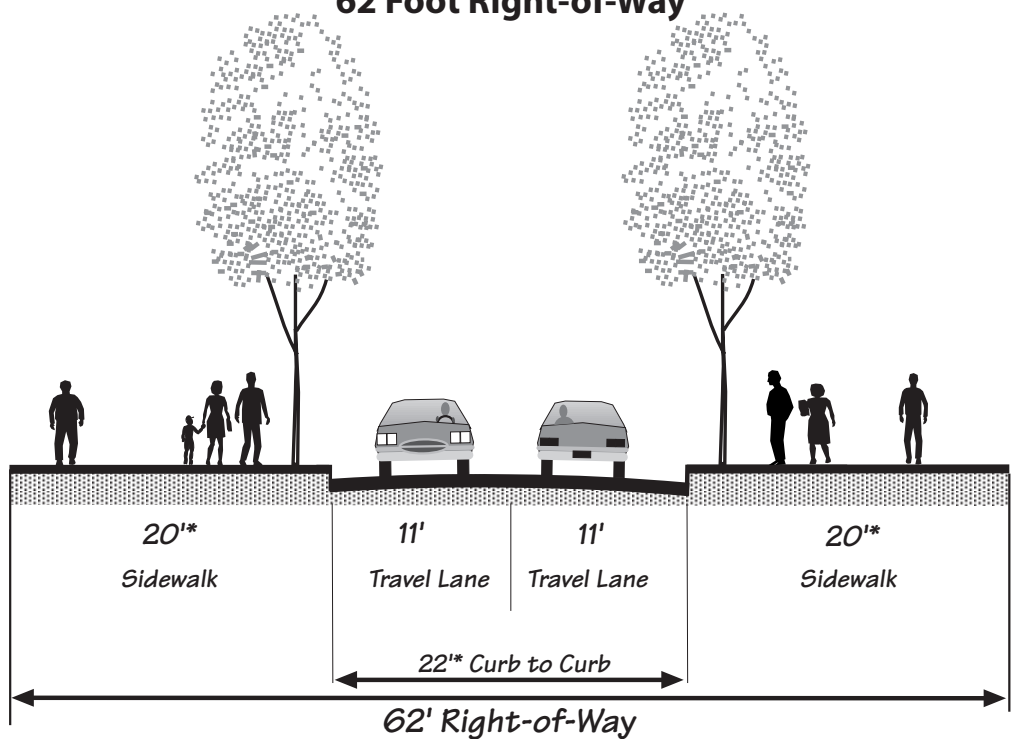 62 Foot Right-of-Way
20'* 11' 11' 20'*
Sidewalk Travel Lane Travel Lane Sidewalk
22'* Curb to Curb
62' Right-of-Way